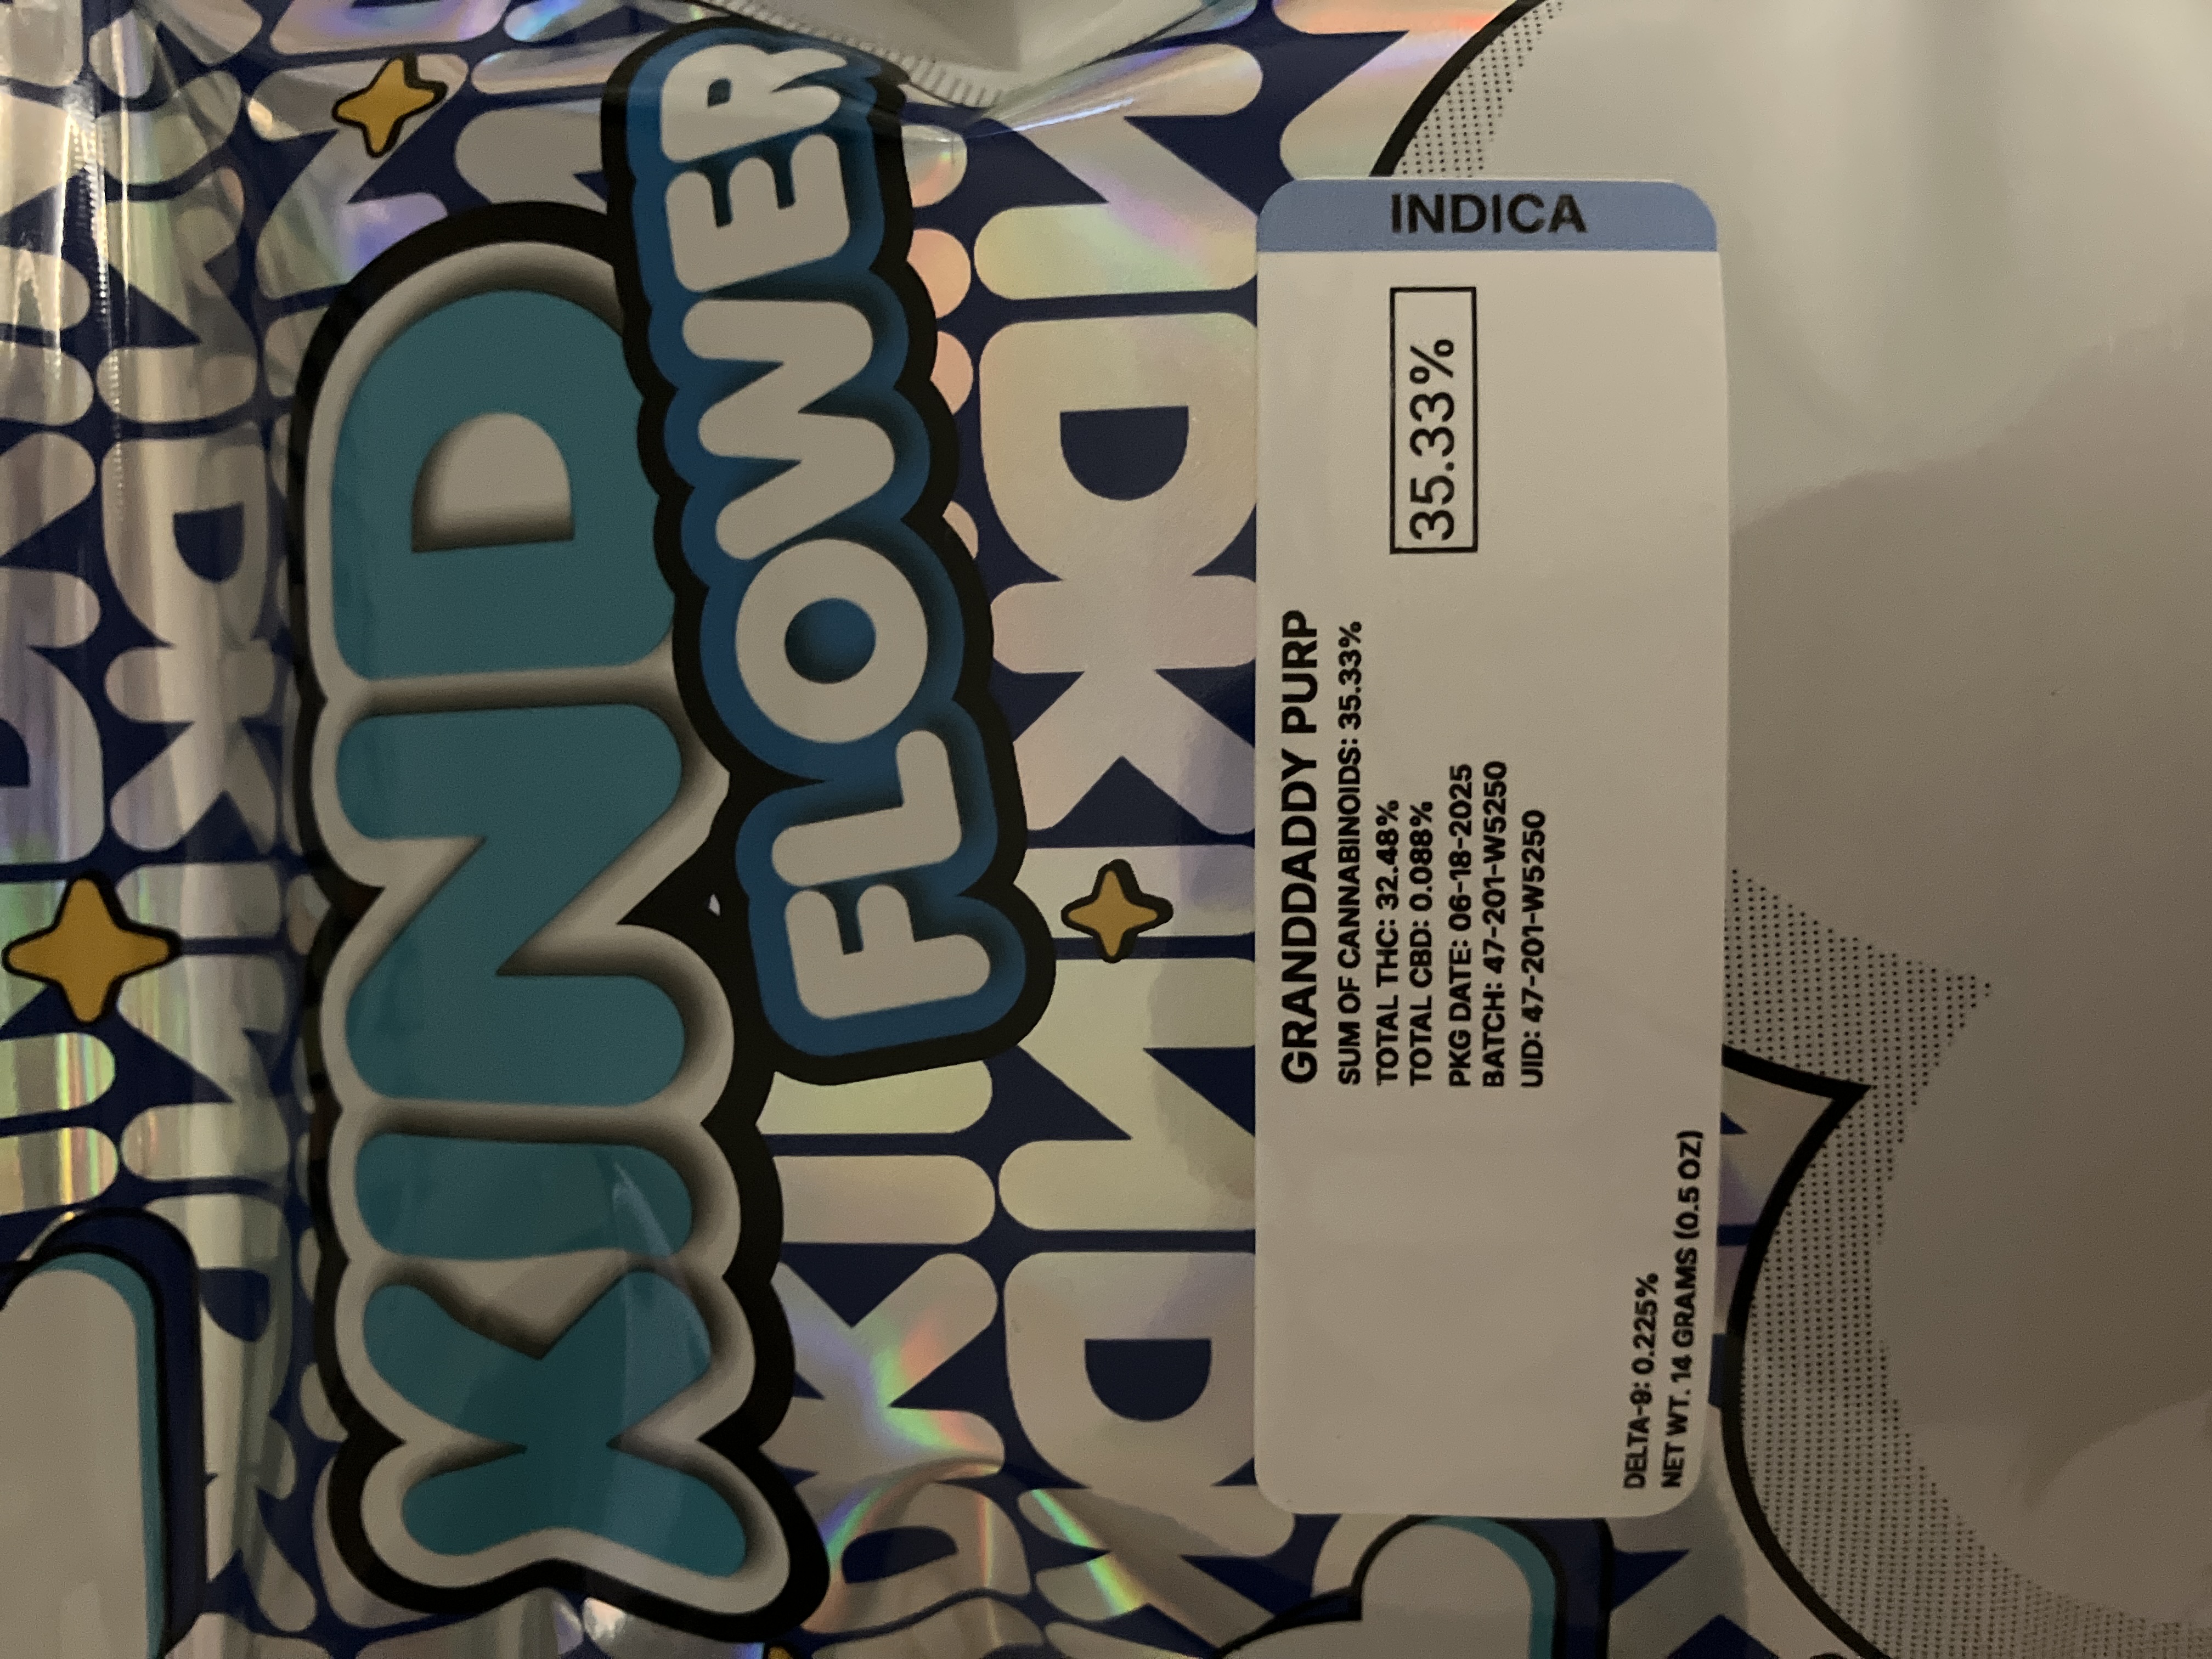 KIND
FLOWER
INDICA
GRANDDADDY PURP
SUM OF CANNABINOIDS: 35.33%
35.33%
TOTAL THC: 32.48%
TOTAL CBD: 0.088%
PKG DATE: 06-18-2025
BATCH: 47-201-W5250
UID: 47-201-W5250
DELTA-9: 0.225%
NET WT. 14 GRAMS (0.5 OZ)